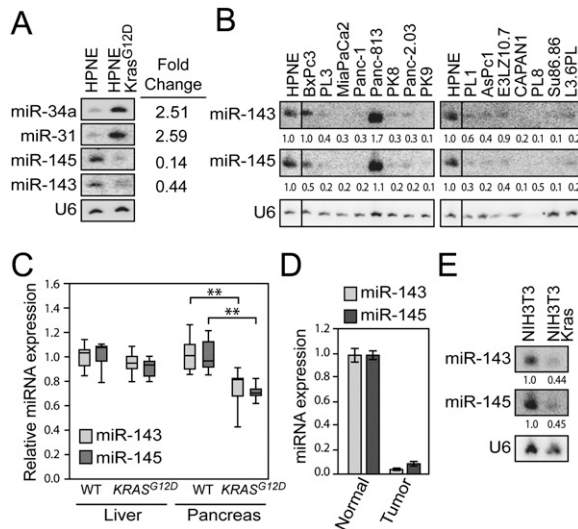 A
HPNE
HPNE
KrasG12D
Fold
Change
miR-34a
2.51
miR-31
2.59
miR-145
0.14
miR-143
0.44
U6
B
HPNE
BxPc3
PL3
MiaPaCa2
Panc-1
Panc-813
PK8
Panc-2.03
PK9
HPNE
PL1
AsPc1
E3LZ10.7
CAPAN1
PL8
Su86.86
L3.6PL
miR-143
1.0 1.0 0.4 0.3 0.3 1.7 0.3 0.3 0.1
1.0 0.6 0.4 0.9 0.2 0.1 0.3 0.2
miR-145
1.0 0.5 0.2 0.2 0.2 1.1 0.2 0.2 0.1
1.0 0.2 0.2 0.4 0.1 0.5 0.1 0.2
U6
C
Relative miRNA expression
1.6
1.4
1.2
1.0
0.8
0.6
0.4
0.2
0.0
**
**
miR-143
miR-145
WT KRASG12D WT KRASG12D
Liver Pancreas
D
miR-143
miR-145
miRNA expression
1.0
0.8
0.6
0.4
0.2
0.0
Normal
Tumor
E
NIH3T3
NIH3T3
Kras
miR-143
1.0 0.44
miR-145
1.0 0.45
U6